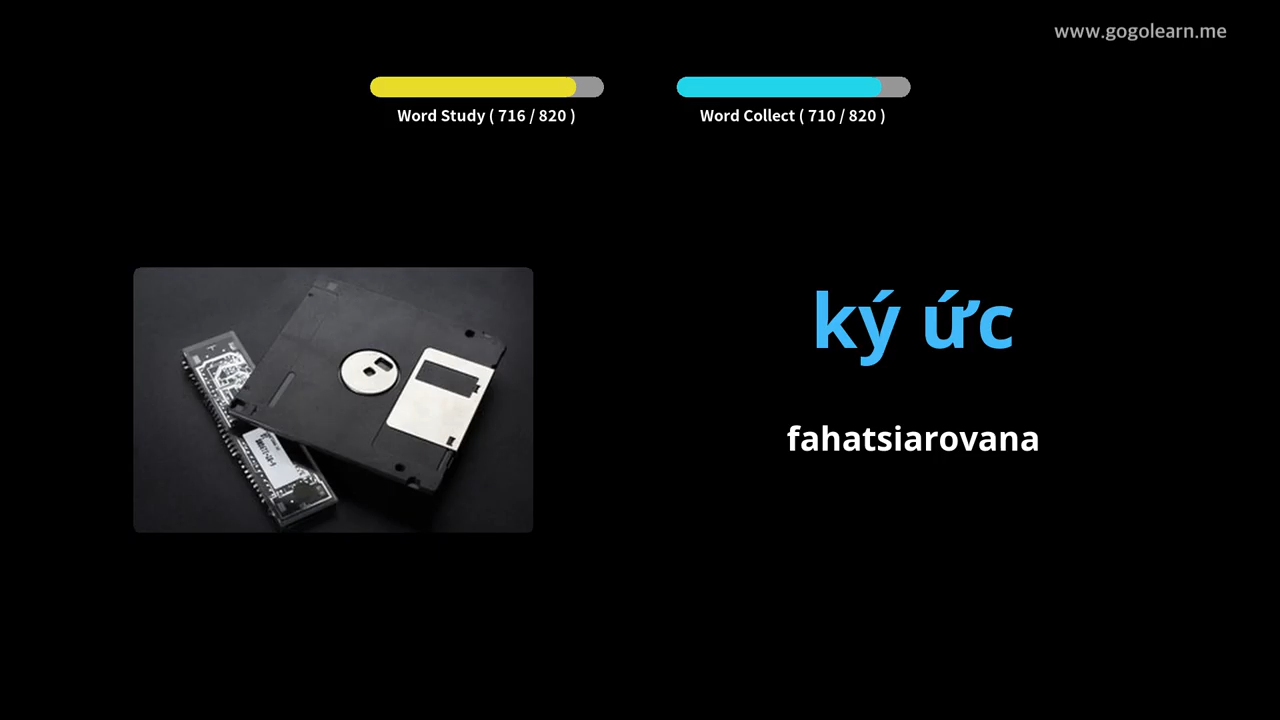 www.gogolearn.me
Word Study ( 716 / 820 )
Word Collect ( 710 / 820 )
ký ức
fahatsiarovana